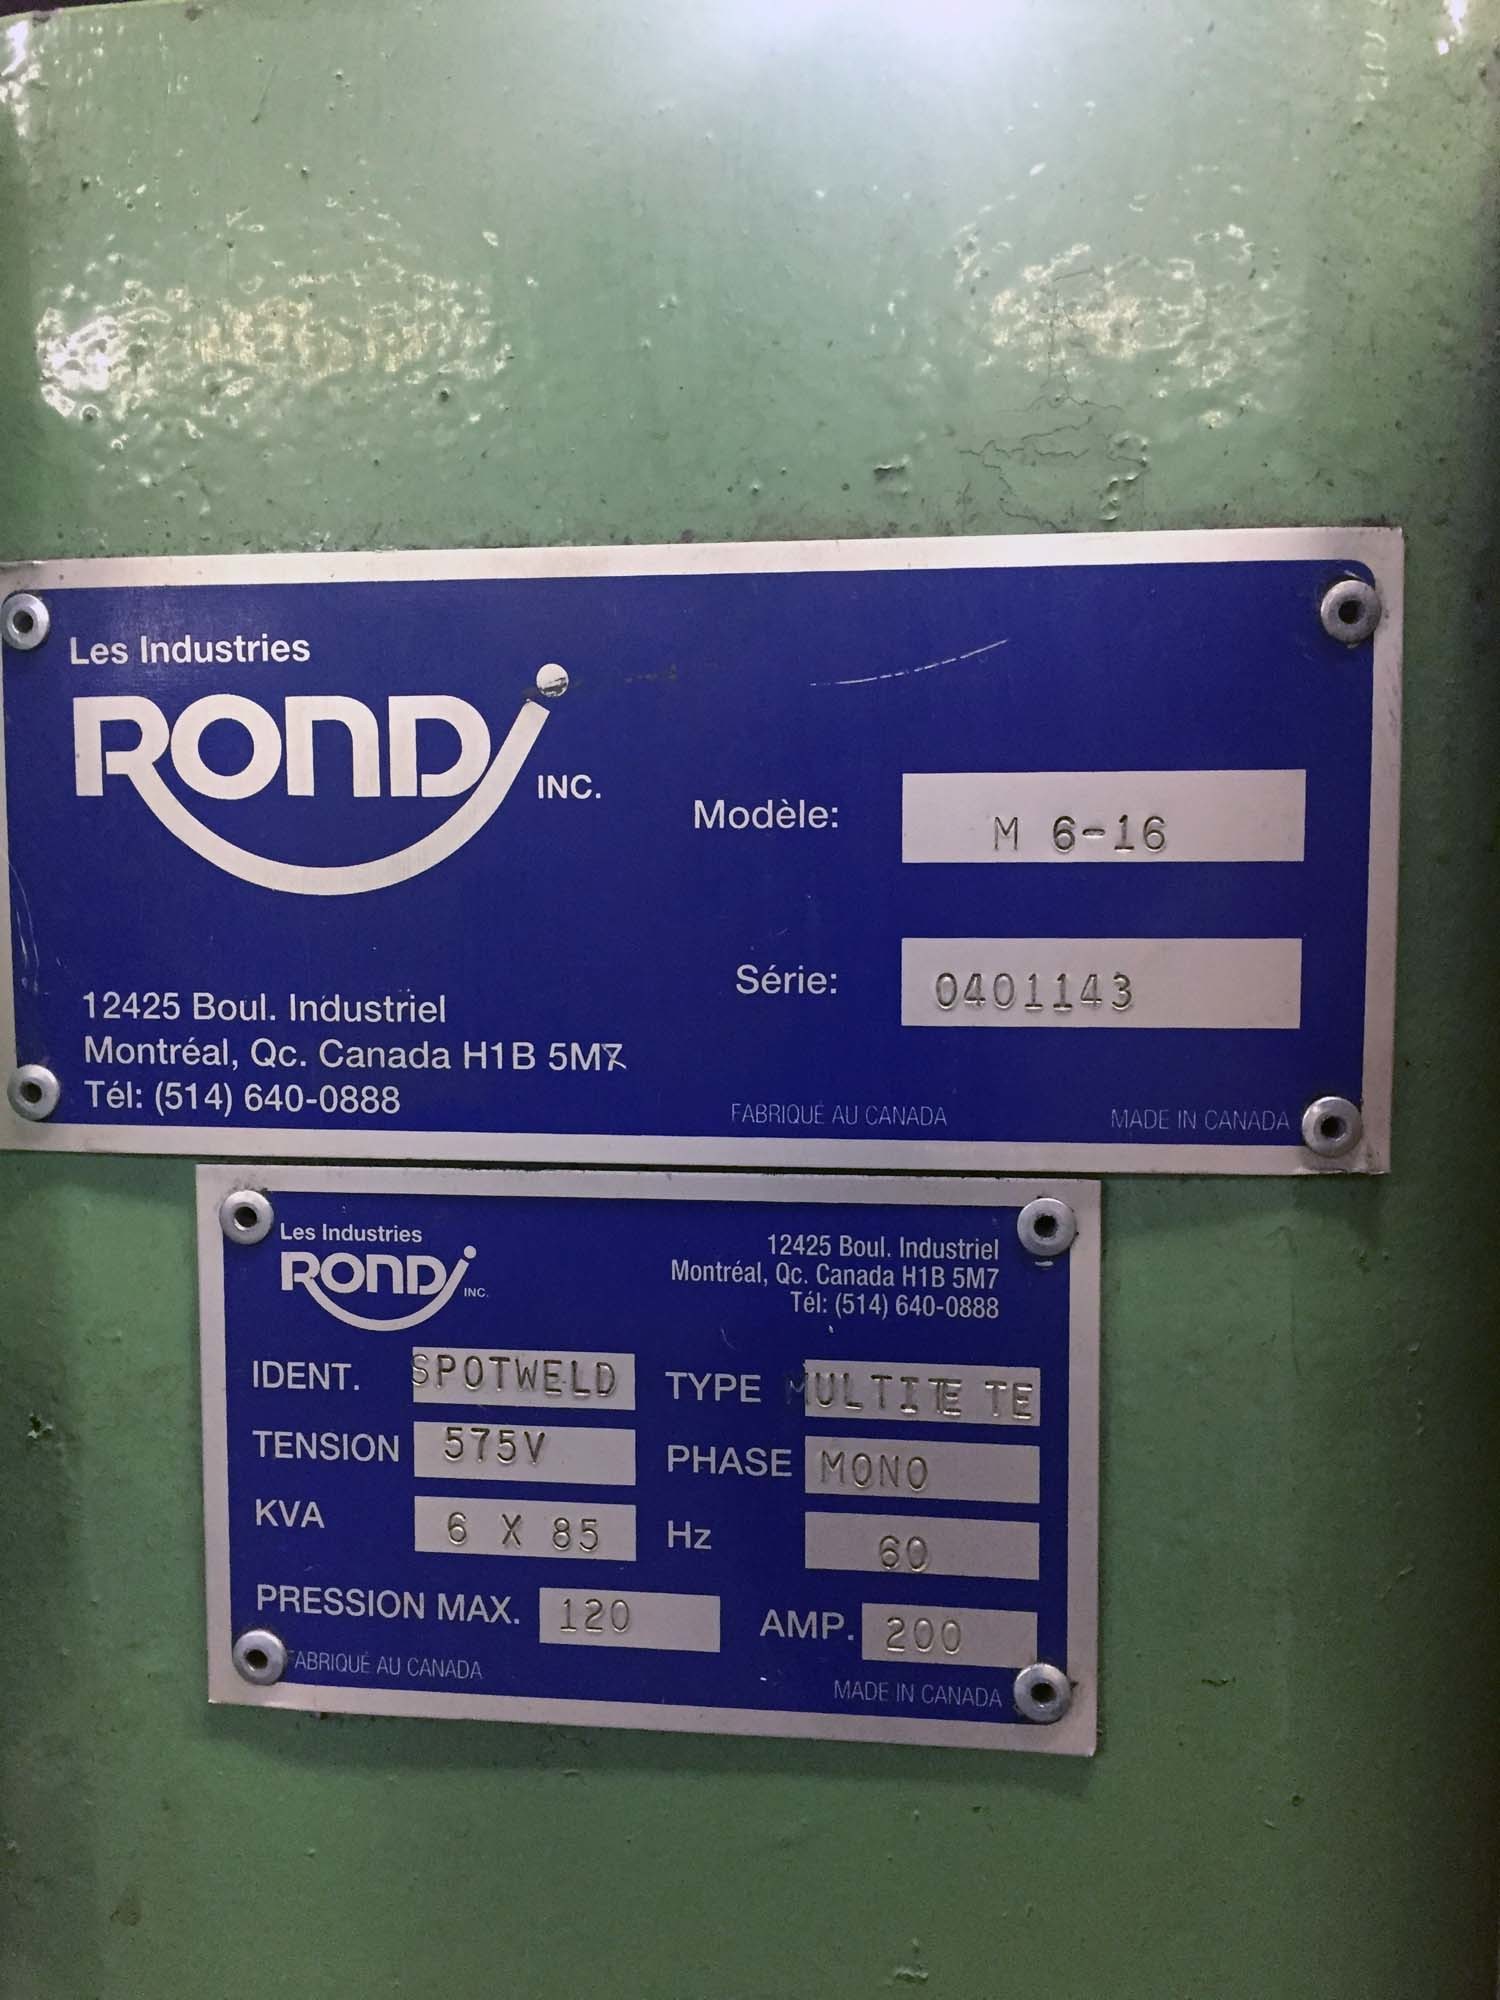 Les Industries
RONDi INC.
Modèle: M 6-16
Série: 0401143
12425 Boul. Industriel
Montréal, Qc. Canada H1B 5M7
Tél: (514) 640-0888
FABRIQUÉ AU CANADA MADE IN CANADA
Les Industries
RONDi INC.
12425 Boul. Industriel
Montréal, Qc. Canada H1B 5M7
Tél: (514) 640-0888
IDENT. SPOTWELD TYPE MULTITETE
TENSION 575V PHASE MONO
KVA 6 X 85 Hz 60
PRESSION MAX. 120 AMP. 200
FABRIQUÉ AU CANADA MADE IN CANADA